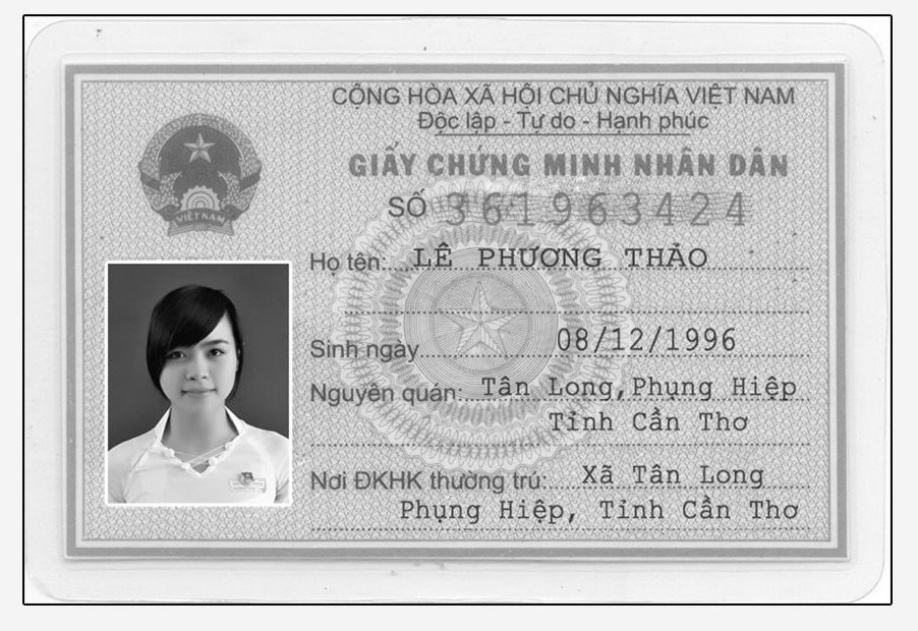 CỘNG HÒA XÃ HỘI CHỦ NGHĨA VIỆT NAM
Độc lập - Tự do - Hạnh phúc
GIẤY CHỨNG MINH NHÂN DÂN
VIỆT NAM
SỐ 361963424
Họ tên: LÊ PHƯƠNG THẢO
Sinh ngày 08/12/1996
Nguyên quán: Tân Long, Phụng Hiệp
Tỉnh Cần Thơ
Nơi ĐKHK thường trú: Xã Tân Long
Phụng Hiệp, Tỉnh Cần Thơ